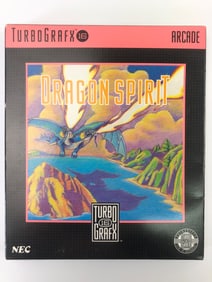 TURBOGRAFX 16 ARCADE
DRAGON SPIRIT
TURBO
16
GRAFX
NEC